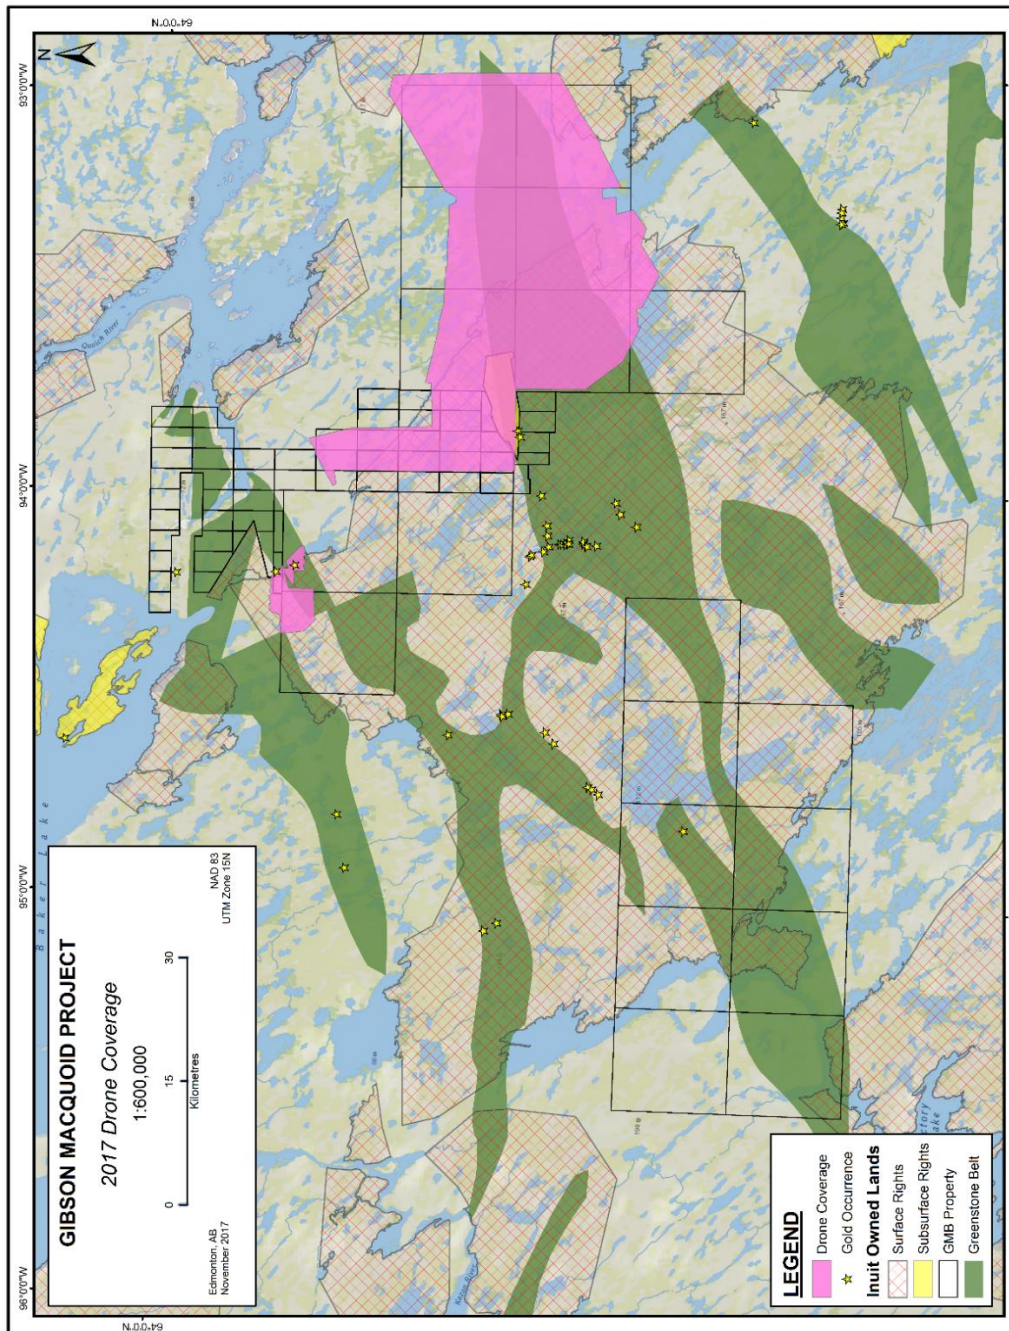 GIBSON MACQUOID PROJECT
2017 Drone Coverage
1:600,000
0 15 30
Kilometres
Edmonton, AB
November 2017
NAD 83
UTM Zone 15N
LEGEND
Drone Coverage
Gold Occurrence
Inuit Owned Lands
Surface Rights
Subsurface Rights
GMB Property
Greenstone Belt
96°0'0"W
95°0'0"W
94°0'0"W
93°0'0"W
64°0'0"N
64°0'0"N
N
Baker Lake
Quoich River